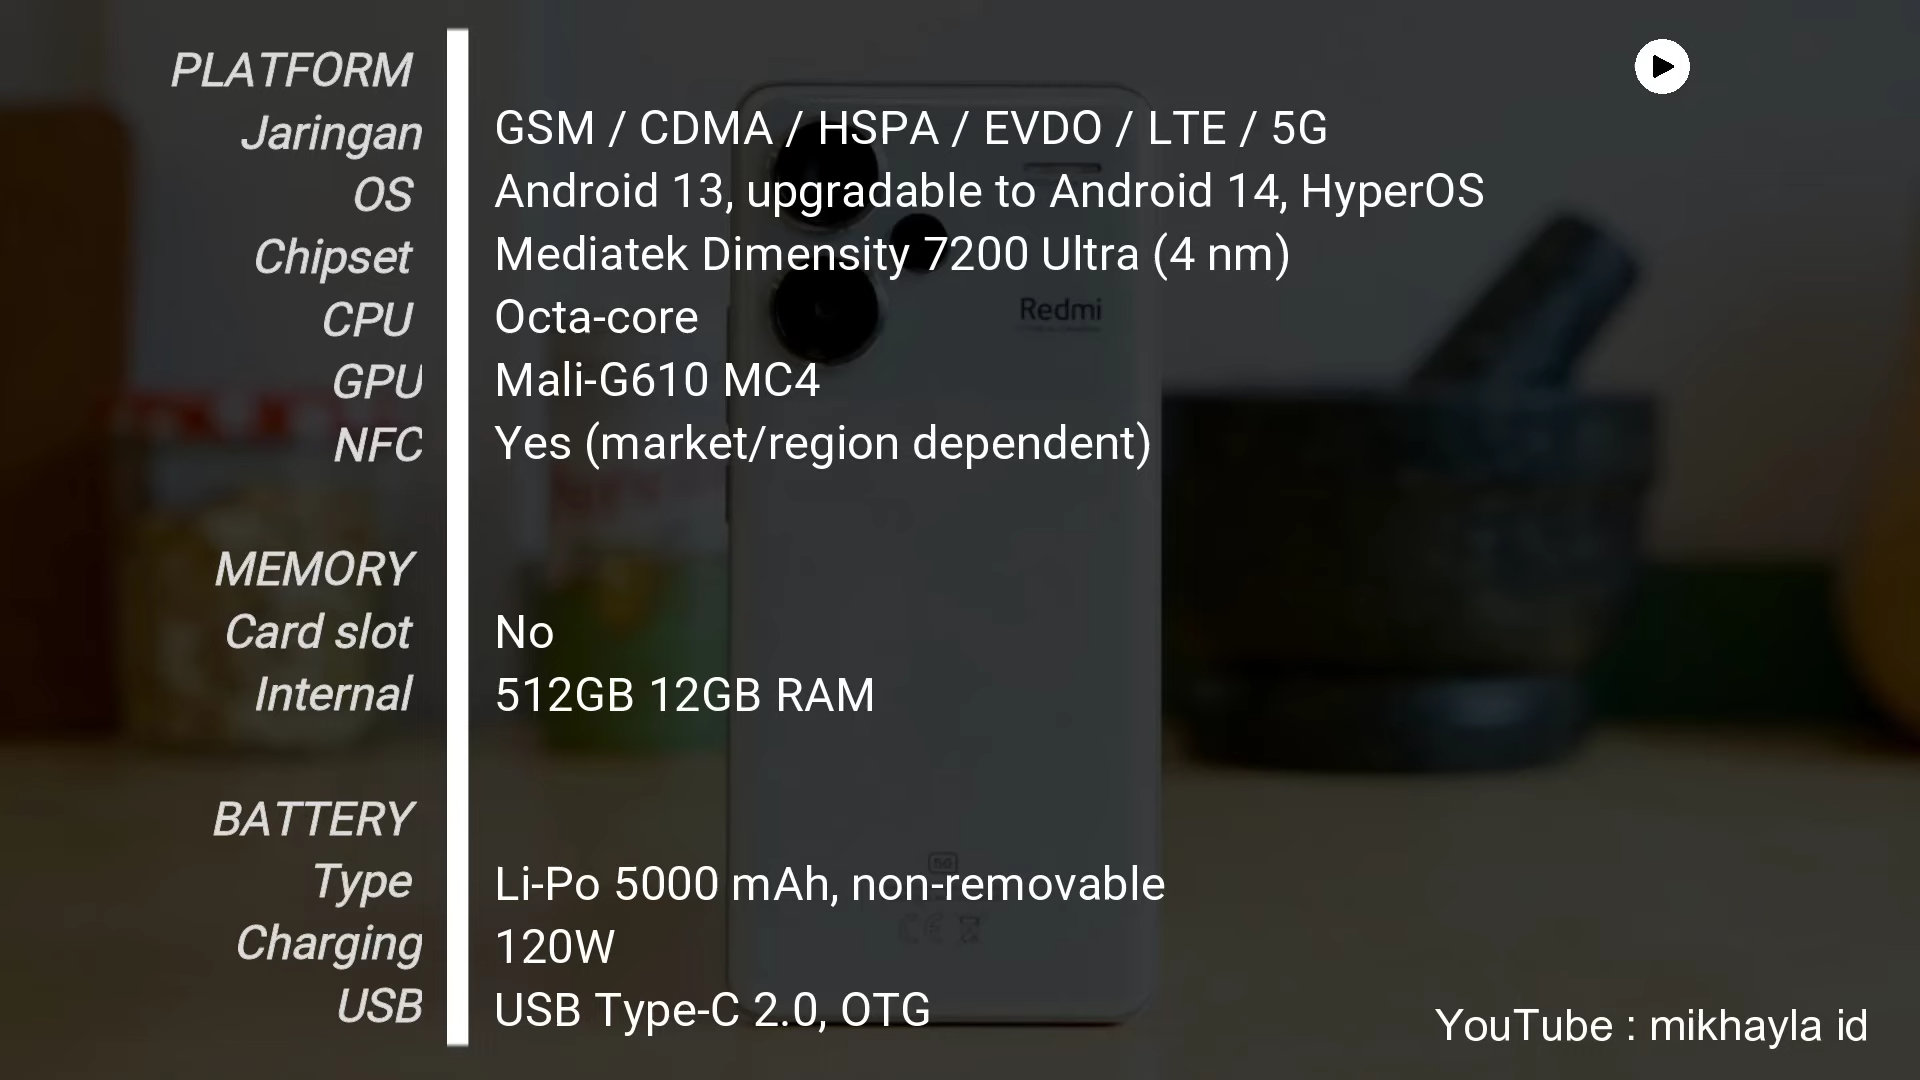 PLATFORM
Jaringan GSM / CDMA / HSPA / EVDO / LTE / 5G
OS Android 13, upgradable to Android 14, HyperOS
Chipset Mediatek Dimensity 7200 Ultra (4 nm)
CPU Octa-core
Redmi
GPU Mali-G610 MC4
NFC Yes (market/region dependent)
MEMORY
Card slot No
Internal 512GB 12GB RAM
BATTERY
5G
Type Li-Po 5000 mAh, non-removable
CE
Charging 120W
USB USB Type-C 2.0, OTG
YouTube : mikhayla id